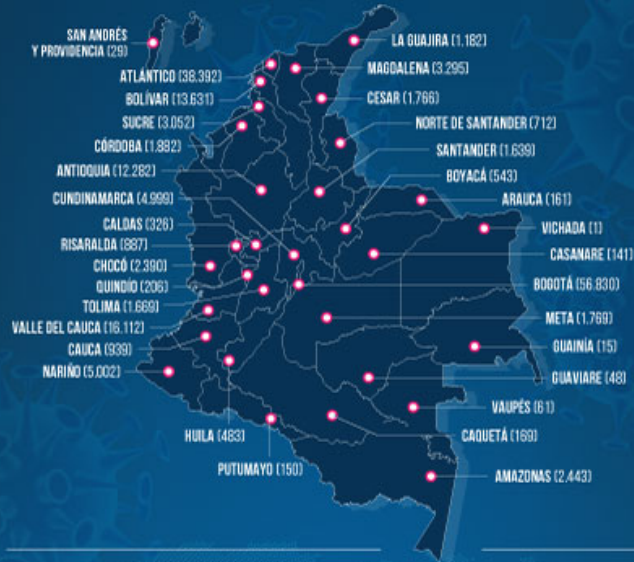 SAN ANDRÉS
Y PROVIDENCIA (29)
ATLÁNTICO (38.392)
BOLÍVAR (13.631)
SUCRE (3.052)
CÓRDOBA (1.882)
ANTIOQUIA (12.282)
CUNDINAMARCA (4.999)
CALDAS (326)
RISARALDA (887)
CHOCÓ (2.390)
QUINDÍO (206)
TOLIMA (1.669)
VALLE DEL CAUCA (16.112)
CAUCA (939)
NARIÑO (5.002)
HUILA (483)
PUTUMAYO (150)
LA GUAJIRA (1.182)
MAGDALENA (3.295)
CESAR (1.766)
NORTE DE SANTANDER (712)
SANTANDER (1.639)
BOYACÁ (543)
ARAUCA (161)
VICHADA (1)
CASANARE (141)
BOGOTÁ (56.830)
META (1.769)
GUAINÍA (15)
GUAVIARE (48)
VAUPÉS (61)
CAQUETÁ (169)
AMAZONAS (2.443)